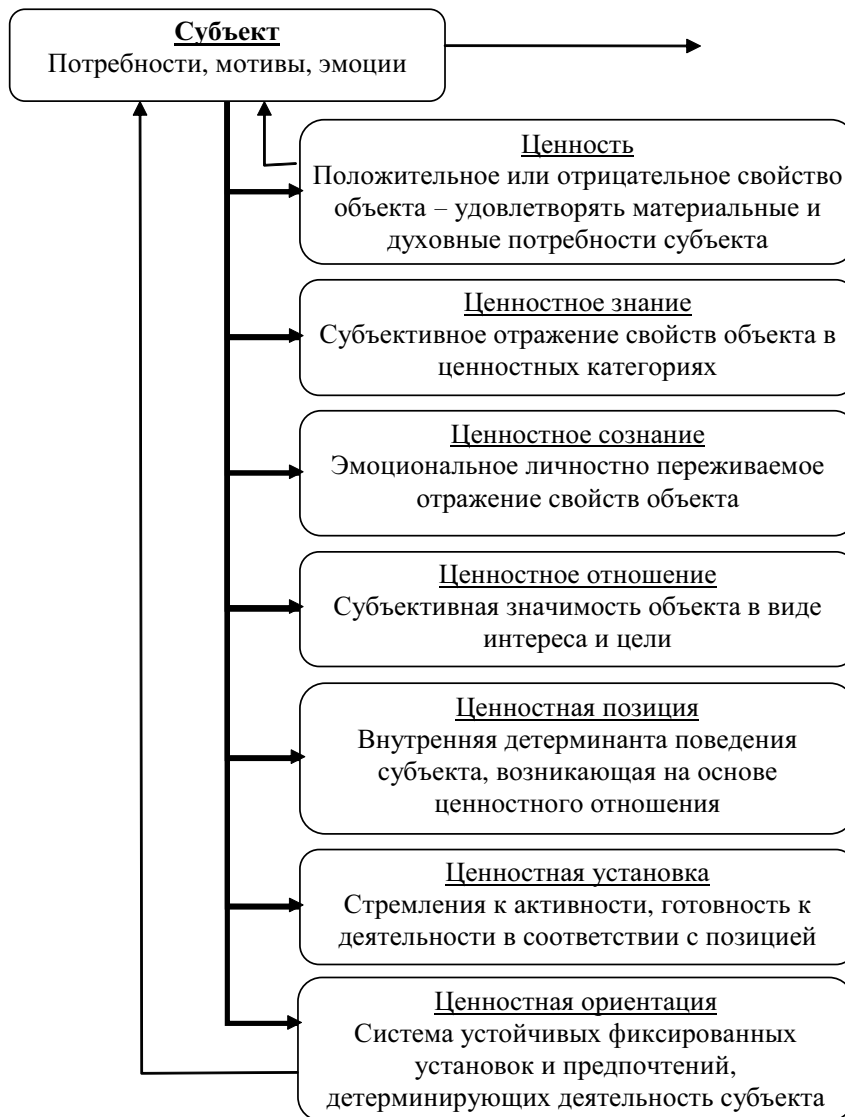 Субъект
Потребности, мотивы, эмоции
Ценность
Положительное или отрицательное свойство
объекта – удовлетворять материальные и
духовные потребности субъекта
Ценностное знание
Субъективное отражение свойств объекта в
ценностных категориях
Ценностное сознание
Эмоциональное личностно переживаемое
отражение свойств объекта
Ценностное отношение
Субъективная значимость объекта в виде
интереса и цели
Ценностная позиция
Внутренняя детерминанта поведения
субъекта, возникающая на основе
ценностного отношения
Ценностная установка
Стремления к активности, готовность к
деятельности в соответствии с позицией
Ценностная ориентация
Система устойчивых фиксированных
установок и предпочтений,
детерминирующих деятельность субъекта